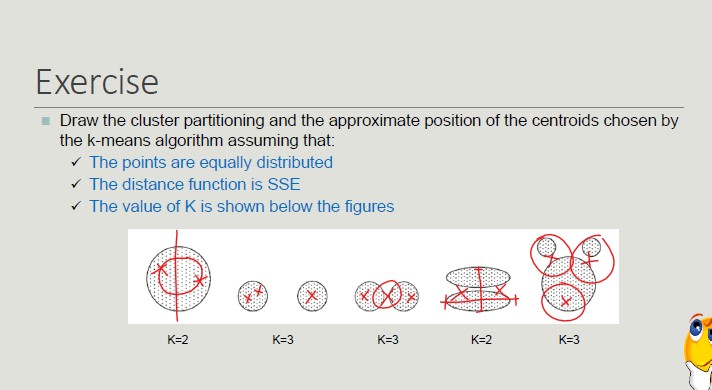 Exercise
Draw the cluster partitioning and the approximate position of the centroids chosen by
the k-means algorithm assuming that:
The points are equally distributed
The distance function is SSE
The value of K is shown below the figures
K=2 K=3 K=3 K=2 K=3